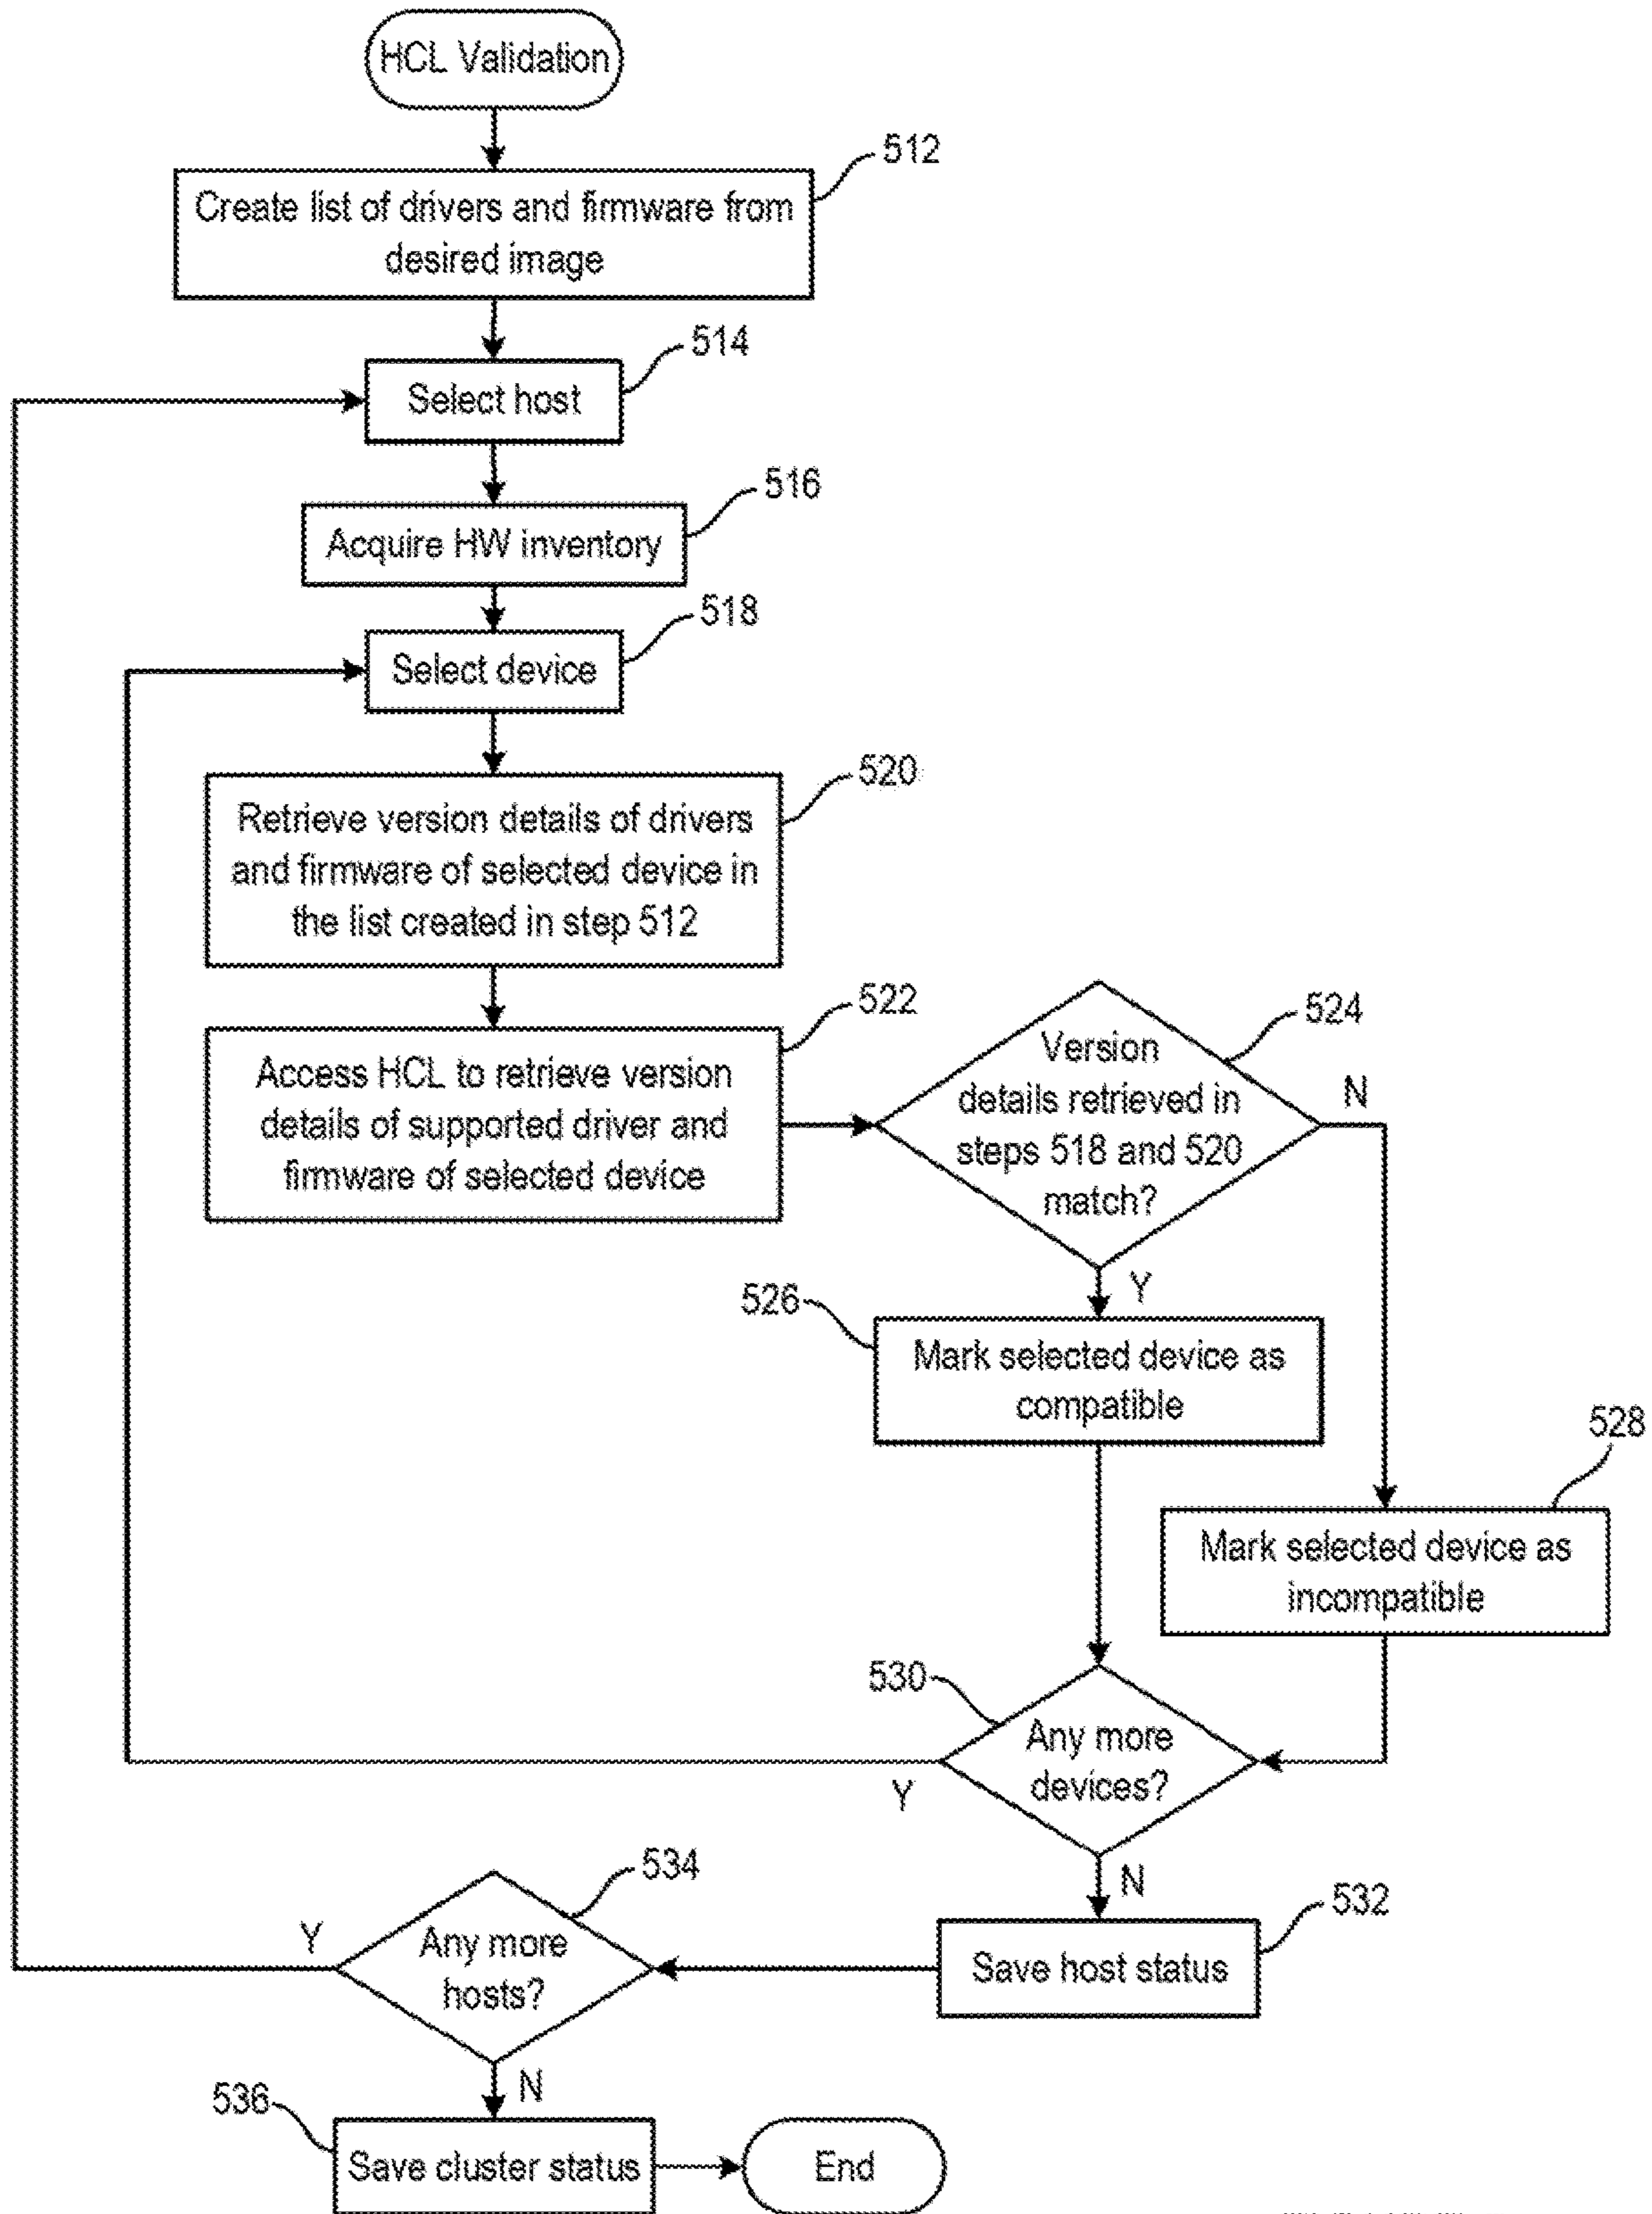 HCL Validation
512
Create list of drivers and firmware from
desired image
514
Select host
516
Acquire HW inventory
518
Select device
520
Retrieve version details of drivers
and firmware of selected device in
the list created in step 512
522
Access HCL to retrieve version
details of supported driver and
firmware of selected device
524
Version
details retrieved in
steps 518 and 520
match?
N
Y
526
Mark selected device as
compatible
528
Mark selected device as
incompatible
530
Any more
devices?
Y
N
532
Save host status
534
Any more
hosts?
Y
N
536
Save cluster status
End